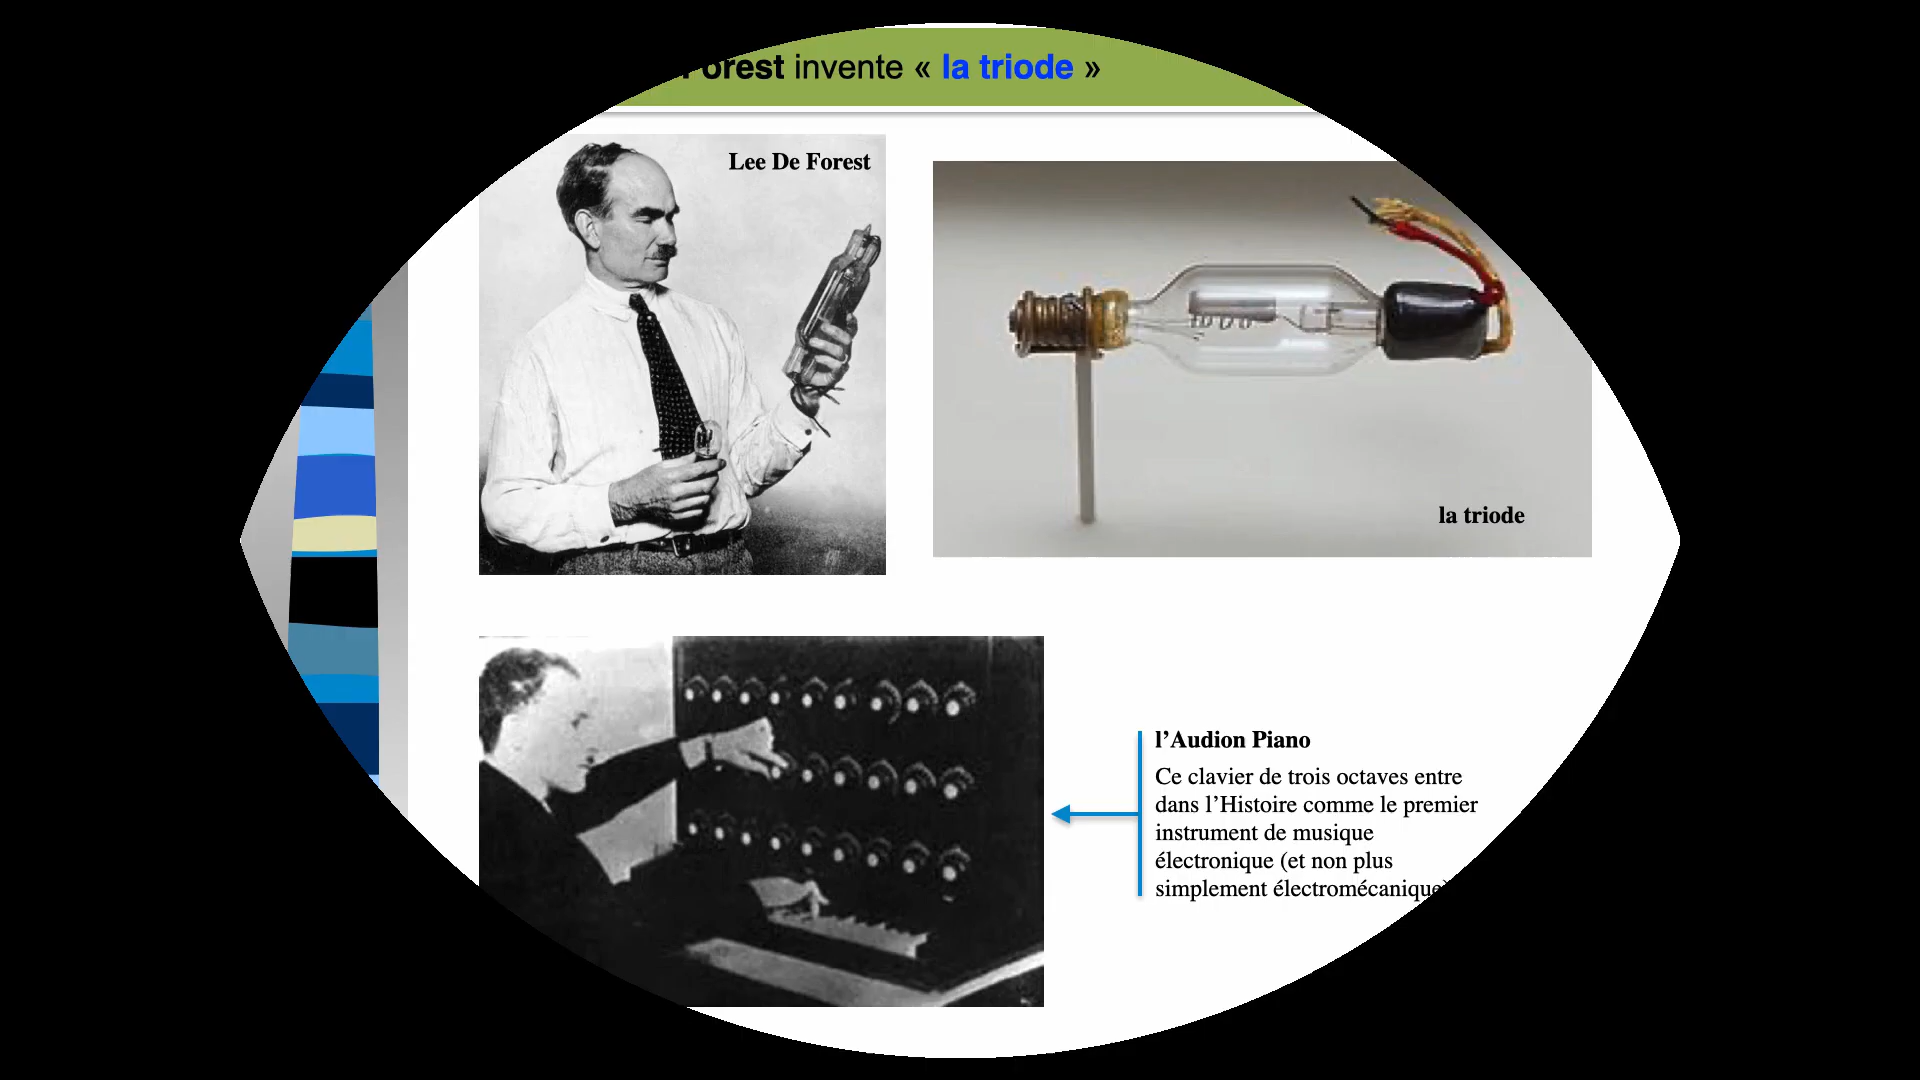 Forest invente « la triode »
Lee De Forest
la triode
l’Audion Piano
Ce clavier de trois octaves entre
dans l’Histoire comme le premier
instrument de musique
électronique (et non plus
simplement électromécanique)